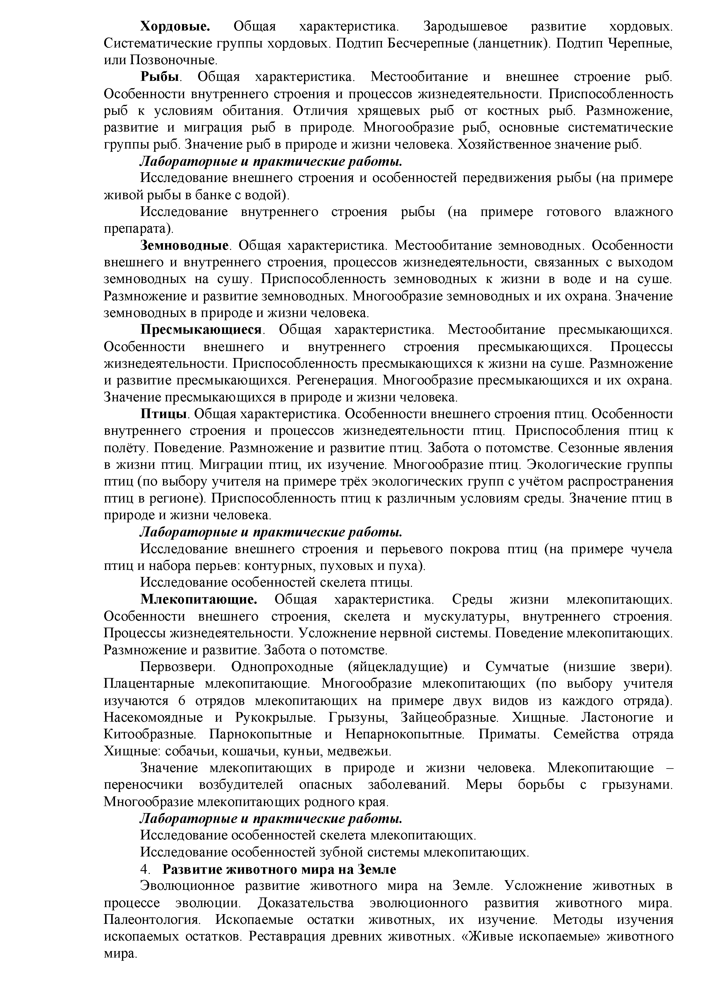 Хордовые. Общая характеристика. Зародышевое развитие хордовых.
Систематические группы хордовых. Подтип Бесчерепные (ланцетник). Подтип Черепные,
или Позвоночные.
Рыбы. Общая характеристика. Местообитание и внешнее строение рыб.
Особенности внутреннего строения и процессов жизнедеятельности. Приспособленность
рыб к условиям обитания. Отличия хрящевых рыб от костных рыб. Размножение,
развитие и миграция рыб в природе. Многообразие рыб, основные систематические
группы рыб. Значение рыб в природе и жизни человека. Хозяйственное значение рыб.
Лабораторные и практические работы.
Исследование внешнего строения и особенностей передвижения рыбы (на примере
живой рыбы в банке с водой).
Исследование внутреннего строения рыбы (на примере готового влажного
препарата).
Земноводные. Общая характеристика. Местообитание земноводных. Особенности
внешнего и внутреннего строения, процессов жизнедеятельности, связанных с выходом
земноводных на сушу. Приспособленность земноводных к жизни в воде и на суше.
Размножение и развитие земноводных. Многообразие земноводных и их охрана. Значение
земноводных в природе и жизни человека.
Пресмыкающиеся. Общая характеристика. Местообитание пресмыкающихся.
Особенности внешнего и внутреннего строения пресмыкающихся. Процессы
жизнедеятельности. Приспособленность пресмыкающихся к жизни на суше. Размножение
и развитие пресмыкающихся. Регенерация. Многообразие пресмыкающихся и их охрана.
Значение пресмыкающихся в природе и жизни человека.
Птицы. Общая характеристика. Особенности внешнего строения птиц. Особенности
внутреннего строения и процессов жизнедеятельности птиц. Приспособления птиц к
полёту. Поведение. Размножение и развитие птиц. Забота о потомстве. Сезонные явления
в жизни птиц. Миграции птиц, их изучение. Многообразие птиц. Экологические группы
птиц (по выбору учителя на примере трёх экологических групп с учётом распространения
птиц в регионе). Приспособленность птиц к различным условиям среды. Значение птиц в
природе и жизни человека.
Лабораторные и практические работы.
Исследование внешнего строения и перьевого покрова птиц (на примере чучела
птиц и набора перьев: контурных, пуховых и пуха).
Исследование особенностей скелета птицы.
Млекопитающие. Общая характеристика. Среды жизни млекопитающих.
Особенности внешнего строения, скелета и мускулатуры, внутреннего строения.
Процессы жизнедеятельности. Усложнение нервной системы. Поведение млекопитающих.
Размножение и развитие. Забота о потомстве.
Первозвери. Однопроходные (яйцекладущие) и Сумчатые (низшие звери).
Плацентарные млекопитающие. Многообразие млекопитающих (по выбору учителя
изучаются 6 отрядов млекопитающих на примере двух видов из каждого отряда).
Насекомоядные и Рукокрылые. Грызуны, Зайцеобразные. Хищные. Ластоногие и
Китообразные. Парнокопытные и Непарнокопытные. Приматы. Семейства отряда
Хищные: собачьи, кошачьи, куньи, медвежьи.
Значение млекопитающих в природе и жизни человека. Млекопитающие –
переносчики возбудителей опасных заболеваний. Меры борьбы с грызунами.
Многообразие млекопитающих родного края.
Лабораторные и практические работы.
Исследование особенностей скелета млекопитающих.
Исследование особенностей зубной системы млекопитающих.
4. Развитие животного мира на Земле
Эволюционное развитие животного мира на Земле. Усложнение животных в
процессе эволюции. Доказательства эволюционного развития животного мира.
Палеонтология. Ископаемые остатки животных, их изучение. Методы изучения
ископаемых остатков. Реставрация древних животных. «Живые ископаемые» животного
мира.